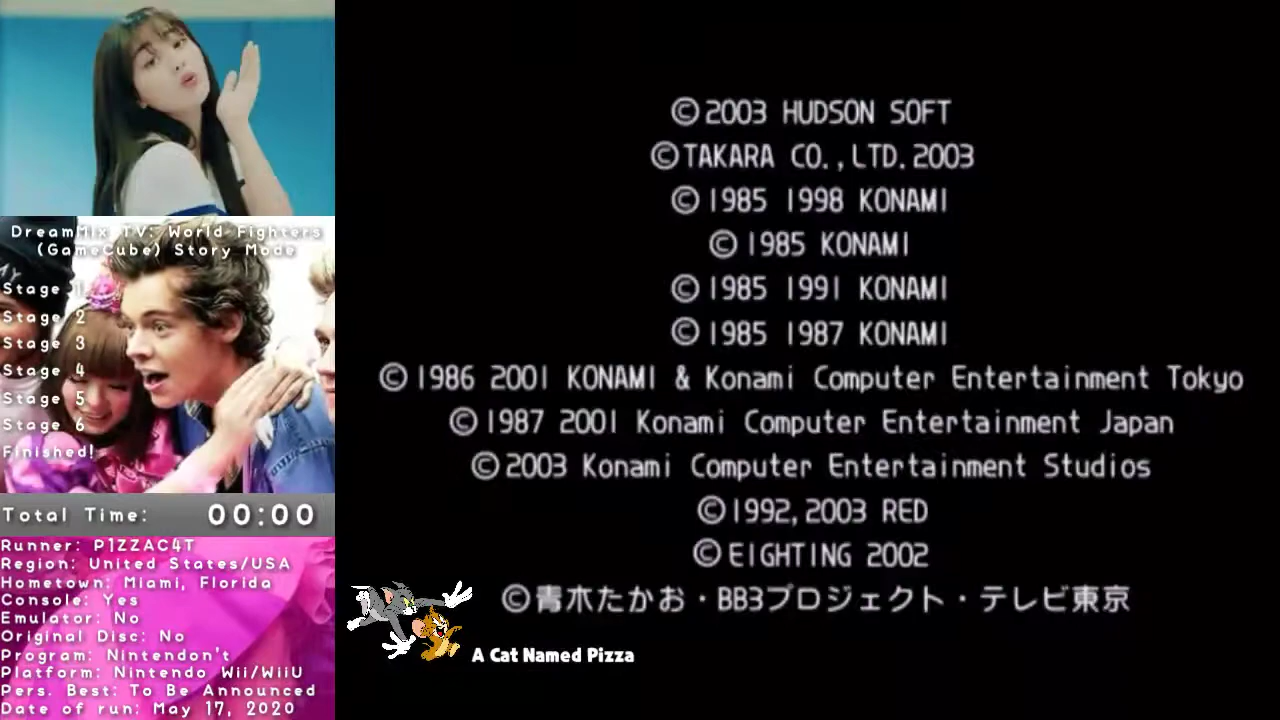 DreamMix TV: World Fighters
(GameCube) Story Mode
Stage 1
Stage 2
Stage 3
Stage 4
Stage 5
Stage 6
Finished!
Total Time: 00:00
Runner: P1ZZAC4T
Region: United States/USA
Hometown: Miami, Florida
Console: Yes
Emulator: No
Original Disc: No
Program: Nintendon't
Platform: Nintendo Wii/WiiU
Pers. Best: To Be Announced
Date of run: May 17, 2020
©2003 HUDSON SOFT
©TAKARA CO.,LTD.2003
©1985 1998 KONAMI
©1985 KONAMI
©1985 1991 KONAMI
©1985 1987 KONAMI
©1986 2001 KONAMI & Konami Computer Entertainment Tokyo
©1987 2001 Konami Computer Entertainment Japan
©2003 Konami Computer Entertainment Studios
©1992,2003 RED
©EIGHTING 2002
©青木たかお・BB3プロジェクト・テレビ東京
A Cat Named Pizza